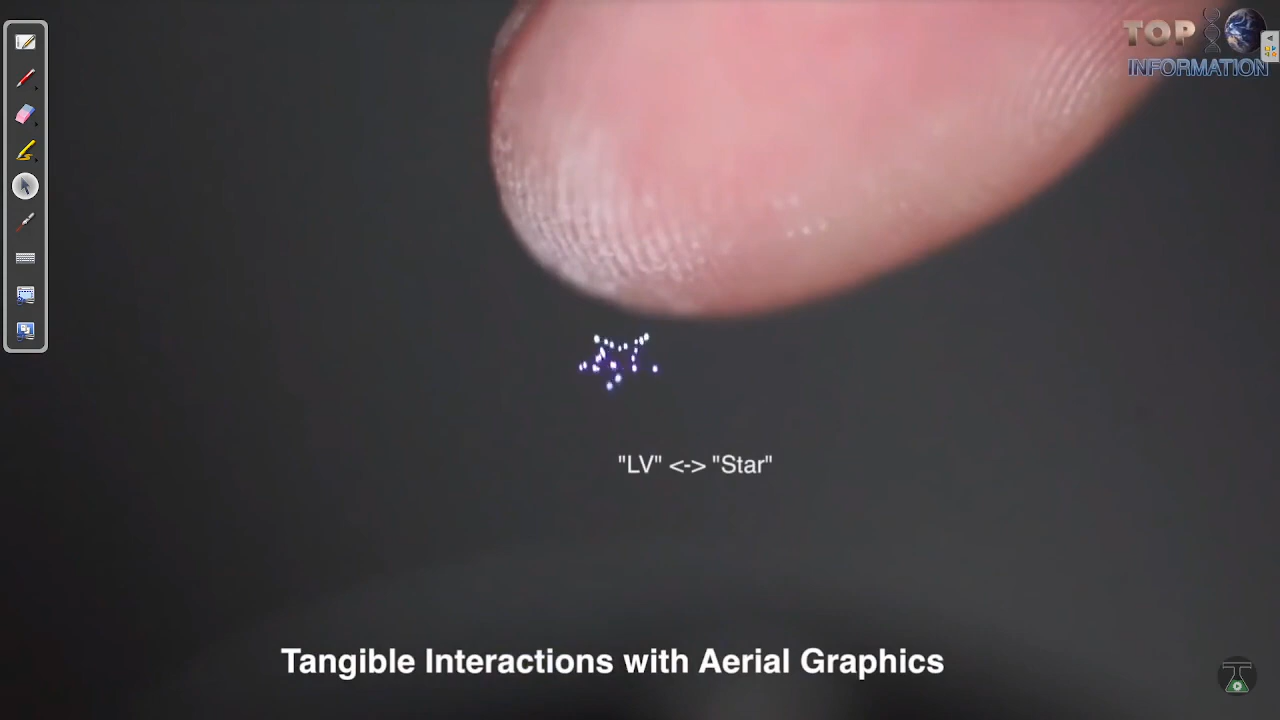 TOP
INFORMATION
"LV" <-> "Star"
Tangible Interactions with Aerial Graphics